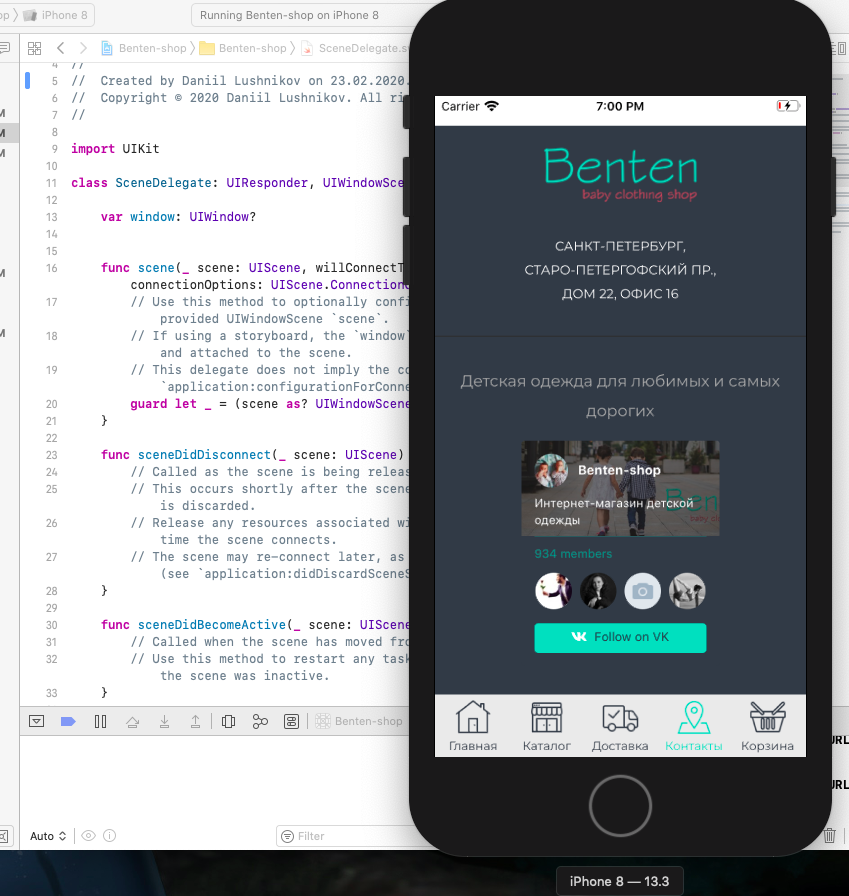 iPhone 8
Running Benten-shop on iPhone 8
Benten-shop
Benten-shop
SceneDelegate.s
4 //
5 // Created by Daniil Lushnikov on 23.02.2020.
6 // Copyright © 2020 Daniil Lushnikov. All ri
7 //
8
9 import UIKit
10
11 class SceneDelegate: UIResponder, UIWindowSce
12
13 var window: UIWindow?
14
15
16 func scene(_ scene: UIScene, willConnectT
connectionOptions: UIScene.Connection
17 // Use this method to optionally confi
provided UIWindowScene `scene`.
18 // If using a storyboard, the `window`
and attached to the scene.
19 // This delegate does not imply the co
`application:configurationForConne
20 guard let _ = (scene as? UIWindowScene
21 }
22
23 func sceneDidDisconnect(_ scene: UIScene)
24 // Called as the scene is being releas
25 // This occurs shortly after the scene
is discarded.
26 // Release any resources associated wi
time the scene connects.
27 // The scene may re-connect later, as
(see `application:didDiscardSceneS
28 }
29
30 func sceneDidBecomeActive(_ scene: UIScene
31 // Called when the scene has moved fro
32 // Use this method to restart any task
the scene was inactive.
33 }
Benten-shop
Auto
Filter
Carrier
7:00 PM
Benten
baby clothing shop
САНКТ-ПЕТЕРБУРГ,
СТАРО-ПЕТЕРГОФСКИЙ ПР.,
ДОМ 22, ОФИС 16
Детская одежда для любимых и самых
дорогих
Benten-shop
Интернет-магазин детской
одежды
934 members
Follow on VK
Главная
Каталог
Доставка
Контакты
Корзина
URL
URL
iPhone 8 — 13.3